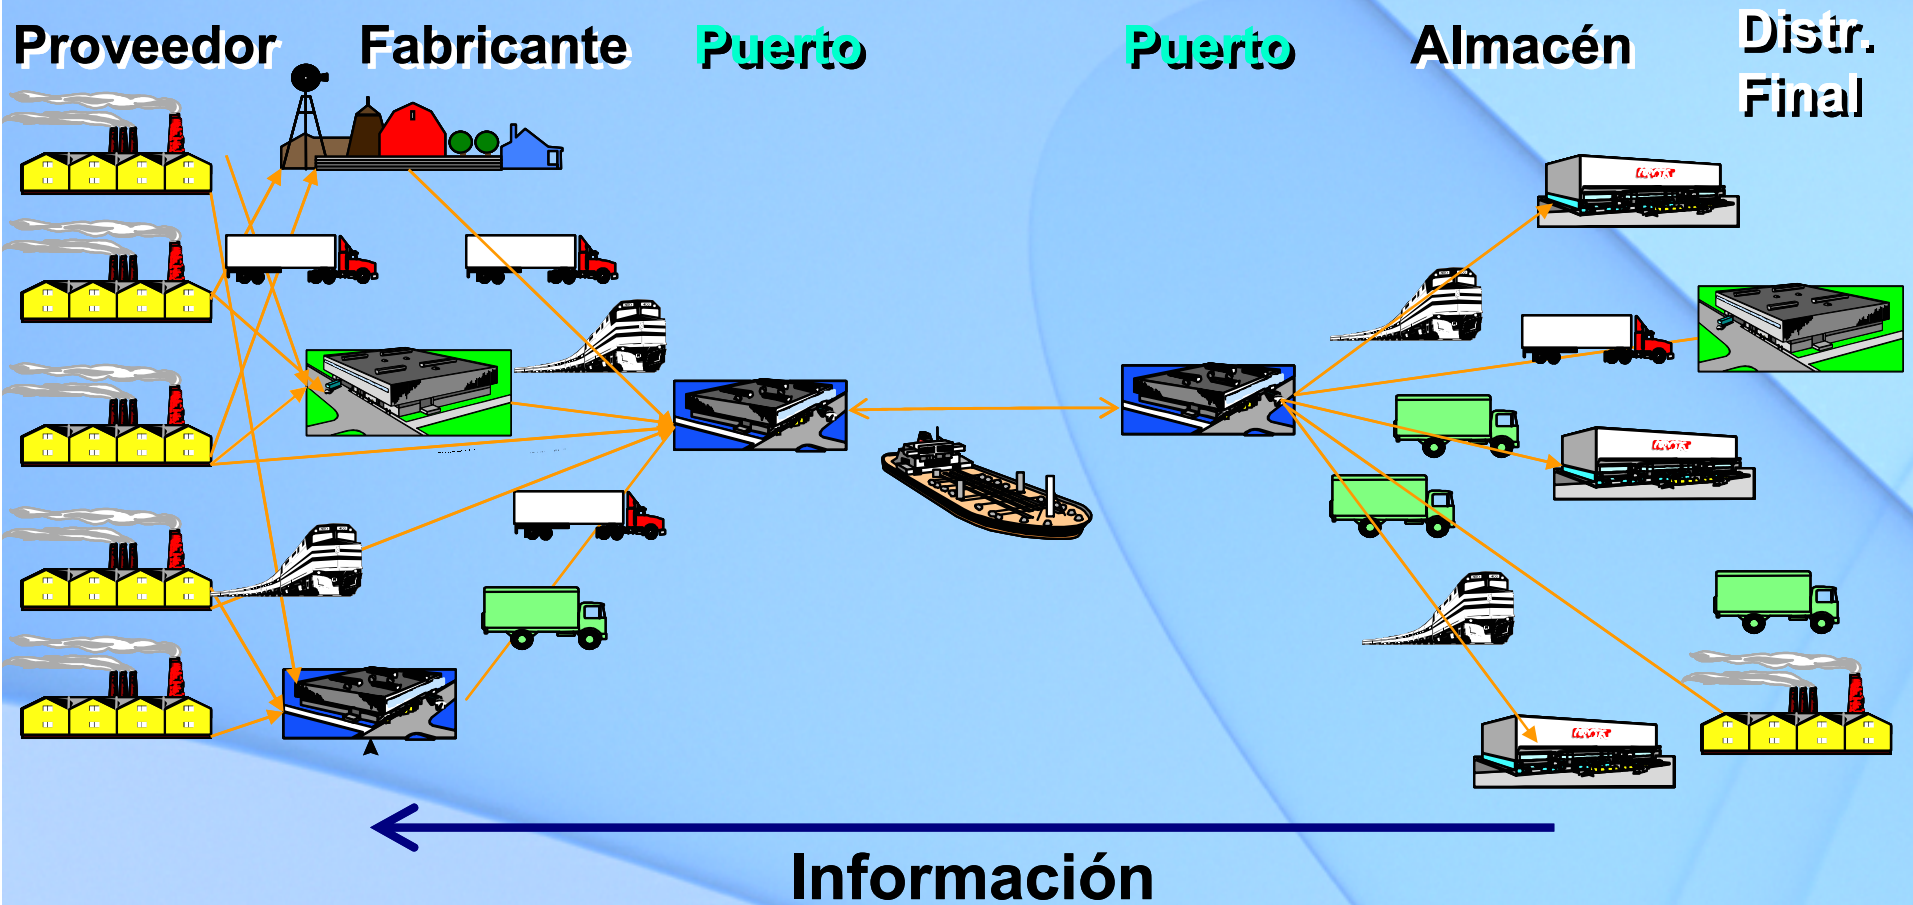 Proveedor Fabricante Puerto Puerto Almacén Distr.
Final
Información